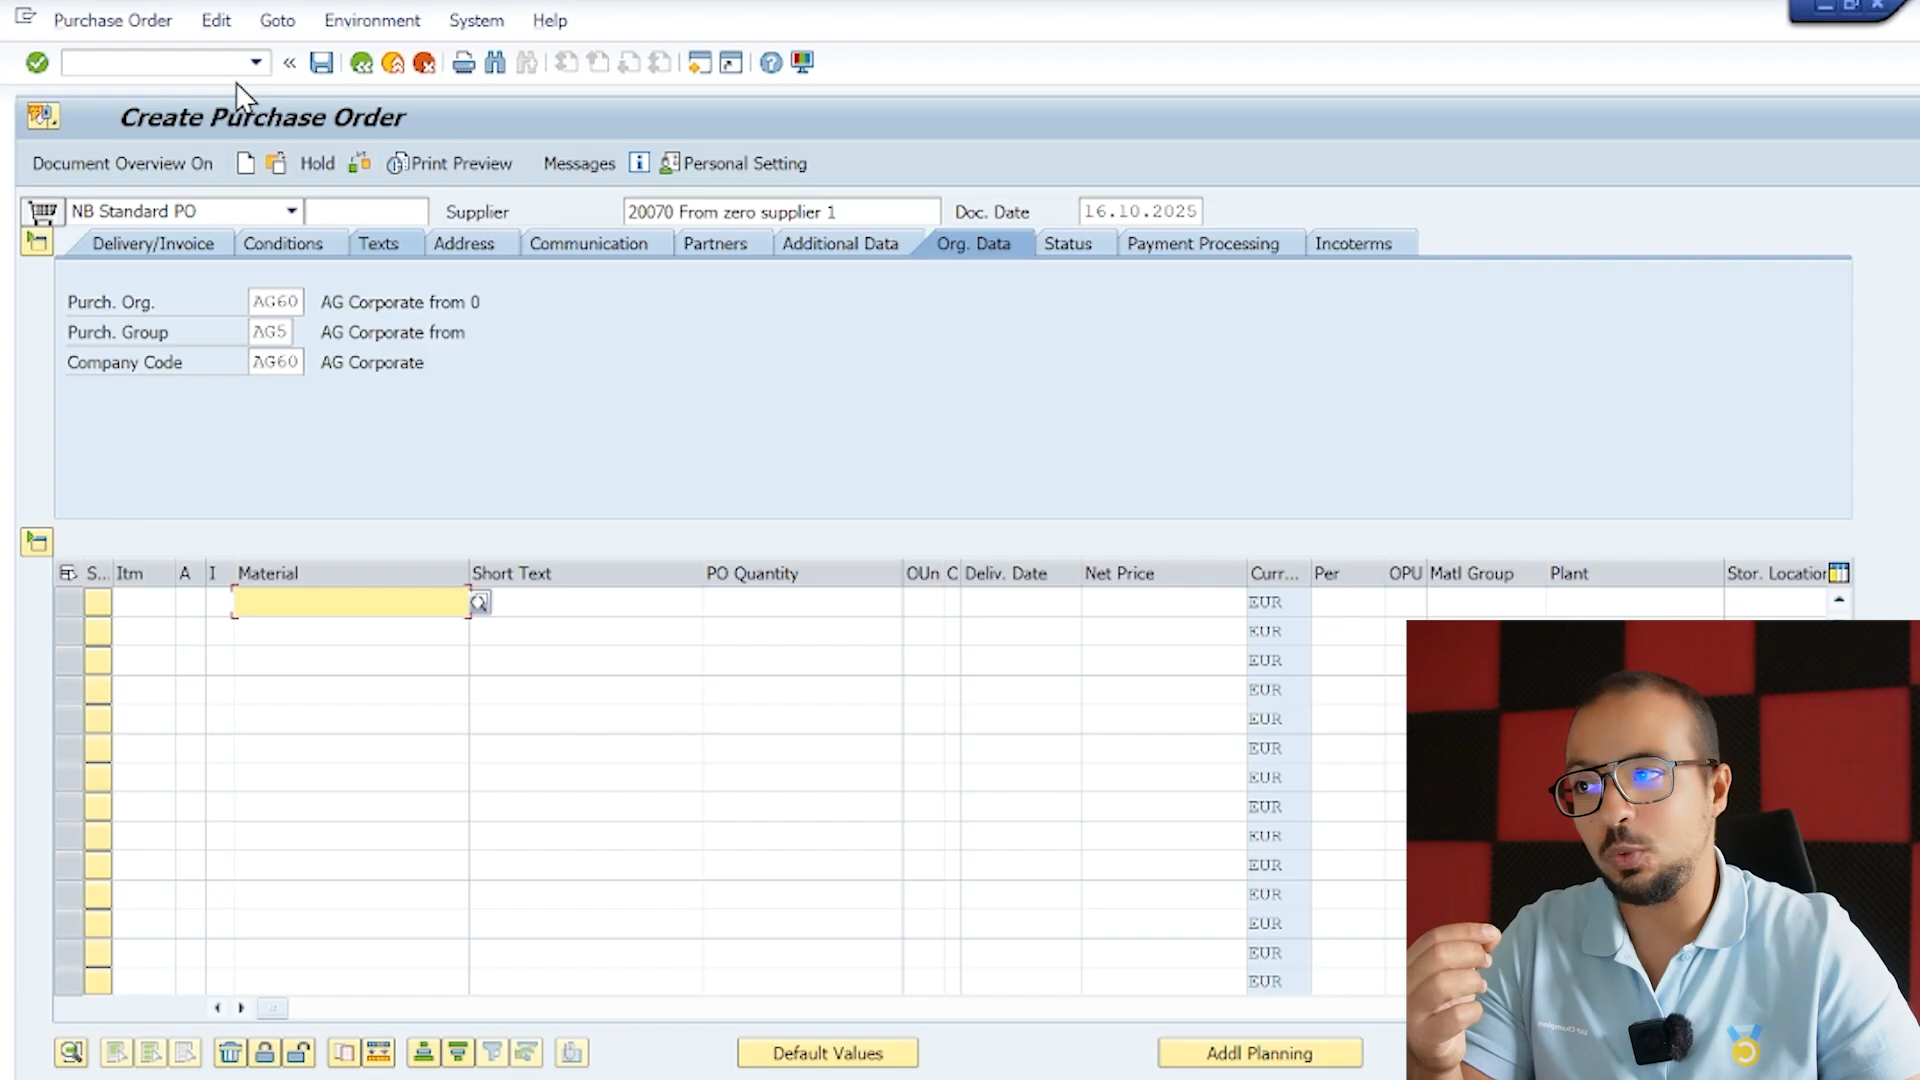 Purchase Order Edit Goto Environment System Help
Create Purchase Order
Document Overview On Hold Print Preview Messages Personal Setting
NB Standard PO Supplier 20070 From zero supplier 1 Doc. Date 16.10.2025
Delivery/Invoice Conditions Texts Address Communication Partners Additional Data Org. Data Status Payment Processing Incoterms
Purch. Org. AG60 AG Corporate from 0
Purch. Group AG5 AG Corporate from
Company Code AG60 AG Corporate
S... Itm A I Material Short Text PO Quantity OUn C Deliv. Date Net Price Curr... Per OPU Matl Group Plant Stor. Location
EUR
EUR
EUR
EUR
EUR
EUR
EUR
EUR
EUR
EUR
EUR
EUR
EUR
EUR
Default Values Addl Planning